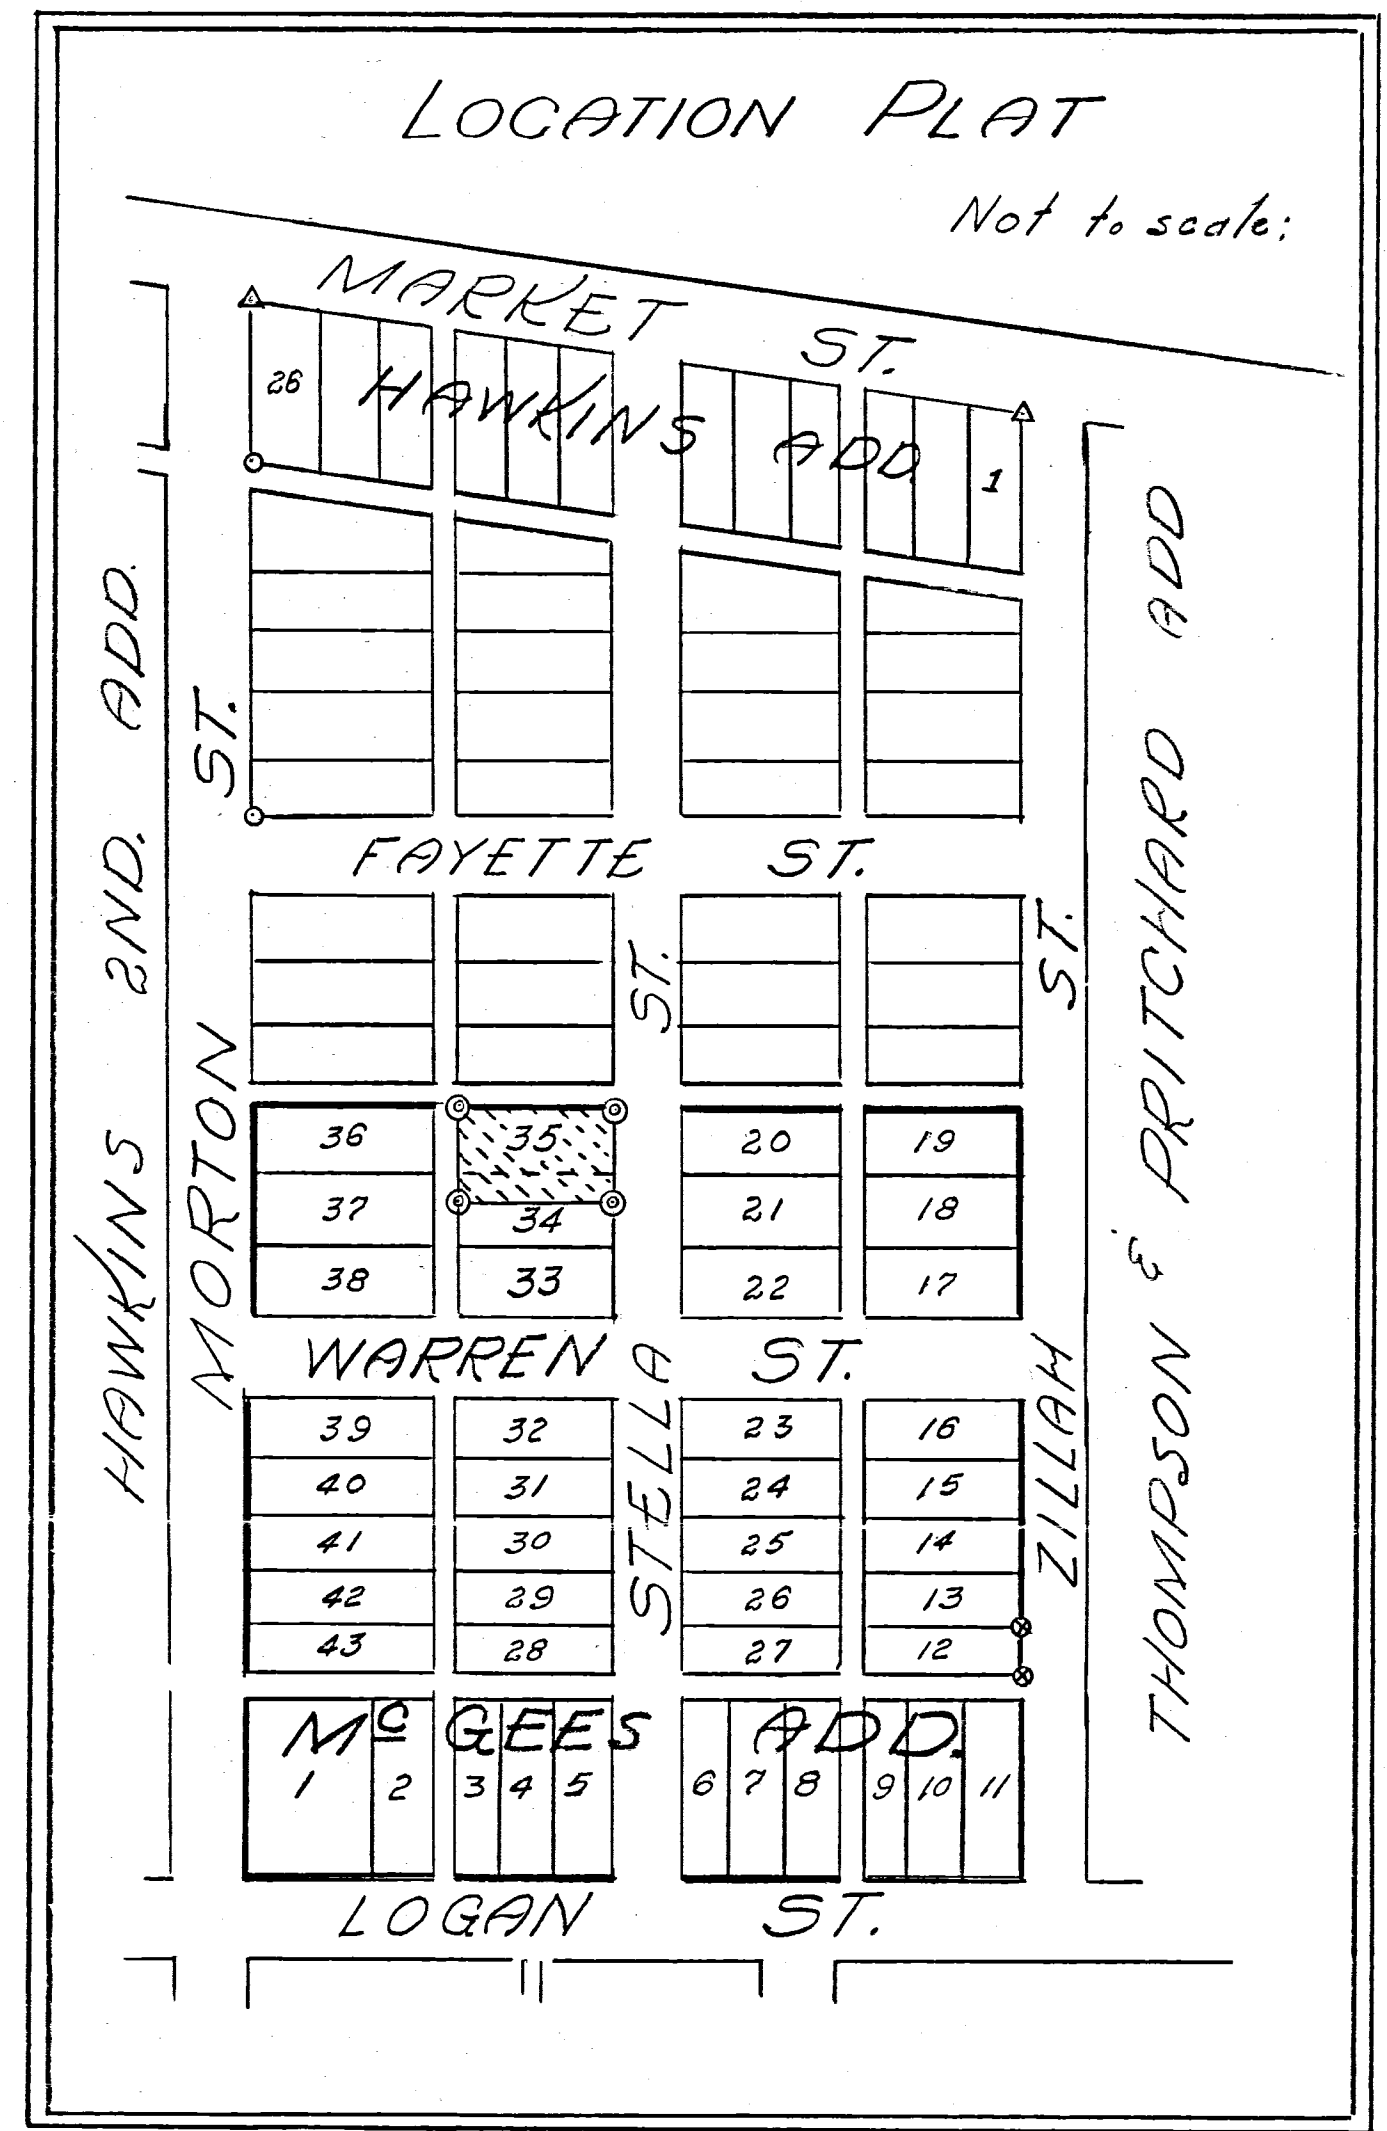 LOCATION PLAT
Not to scale:
MARKET ST.
HAWKINS ADD.
26
1
HAWKINS 2ND. ADD.
MORTON ST.
FAYETTE ST.
STELLA ST.
ZILLAH ST.
THOMPSON & PRITCHARD ADD
36 35 20 19
37 34 21 18
38 33 22 17
WARREN ST.
39 32 23 16
40 31 24 15
41 30 25 14
42 29 26 13
43 28 27 12
Mc GEES ADD.
1 2 3 4 5 6 7 8 9 10 11
LOGAN ST.